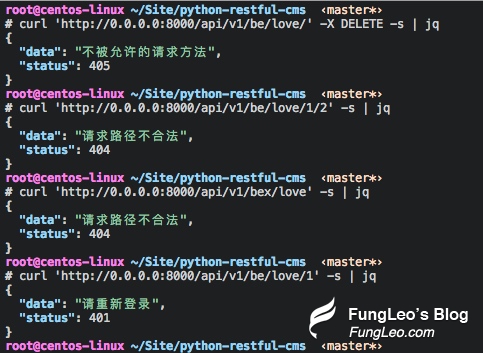 root@centos-linux ~/Site/python-restful-cms ‹master*›
# curl 'http://0.0.0.0:8000/api/v1/be/love/' -X DELETE -s | jq
{
  "data": "不被允许的请求方法",
  "status": 405
}
root@centos-linux ~/Site/python-restful-cms ‹master*›
# curl 'http://0.0.0.0:8000/api/v1/be/love/1/2' -s | jq
{
  "data": "请求路径不合法",
  "status": 404
}
root@centos-linux ~/Site/python-restful-cms ‹master*›
# curl 'http://0.0.0.0:8000/api/v1/bex/love' -s | jq
{
  "data": "请求路径不合法",
  "status": 404
}
root@centos-linux ~/Site/python-restful-cms ‹master*›
# curl 'http://0.0.0.0:8000/api/v1/be/love/1' -s | jq
{
  "data": "请重新登录",
  "status": 401
}
root@centos-linux ~/Site/python-restful-cms ‹master*›
FungLeo's Blog
FungLeo.com